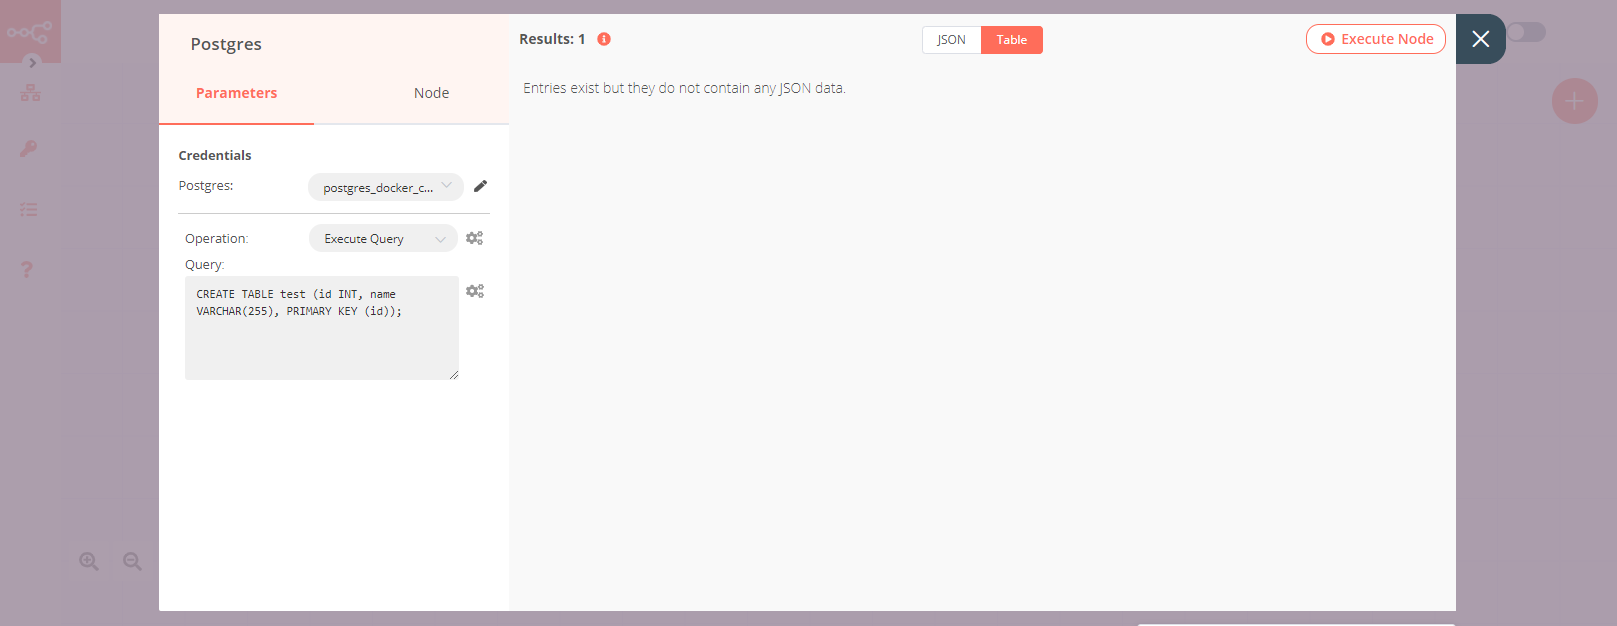 Postgres
Parameters
Node
Credentials
Postgres:
postgres_docker_c...
Operation:
Execute Query
Query:
CREATE TABLE test (id INT, name
VARCHAR(255), PRIMARY KEY (id));
Results: 1
JSON
Table
Execute Node
Entries exist but they do not contain any JSON data.